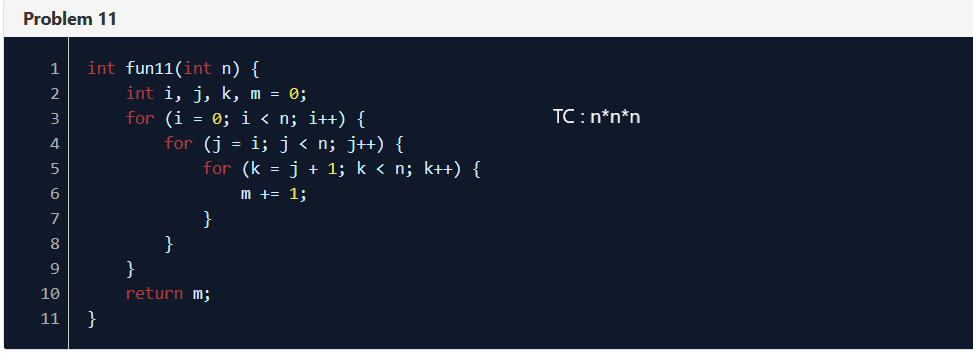 Problem 11
1 int fun11(int n) {
2 int i, j, k, m = 0;
3 for (i = 0; i < n; i++) {
TC : n*n*n
4 for (j = i; j < n; j++) {
5 for (k = j + 1; k < n; k++) {
6 m += 1;
7 }
8 }
9 }
10 return m;
11 }